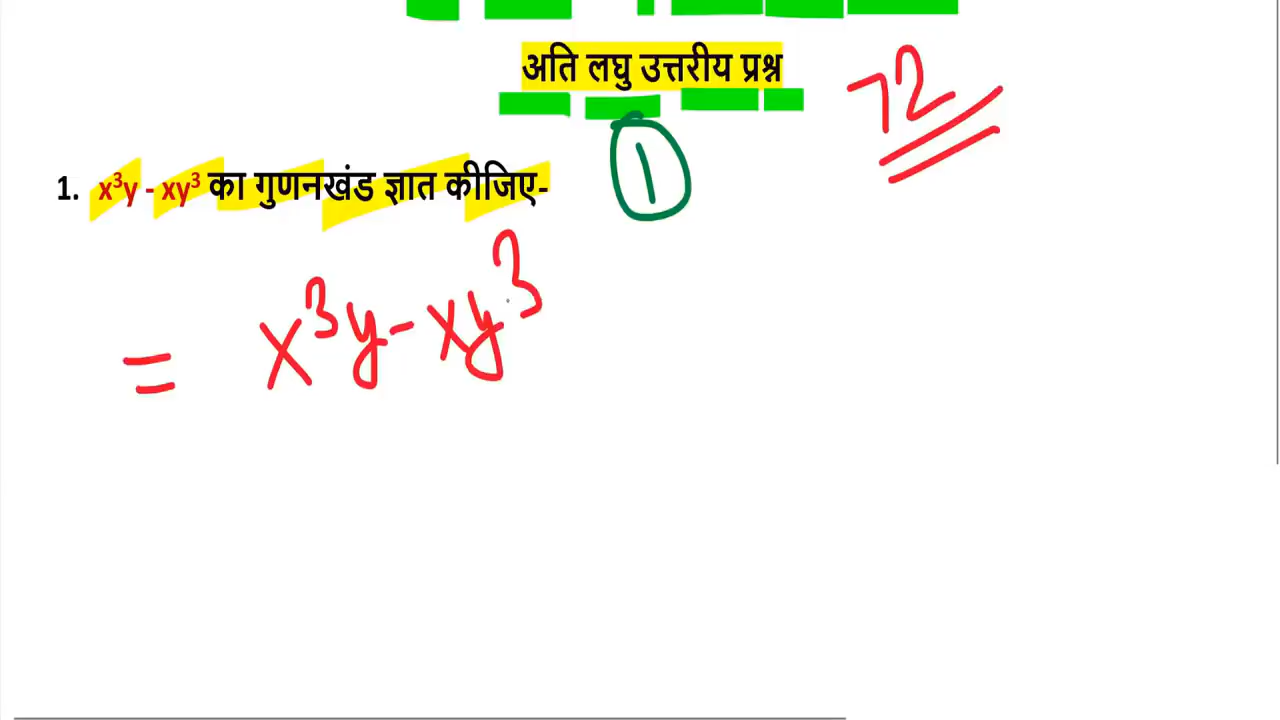 अति लघु उत्तरीय प्रश्न
72
1
1. x³y - xy³ का गुणनखंड ज्ञात कीजिए-
= x³y - xy³